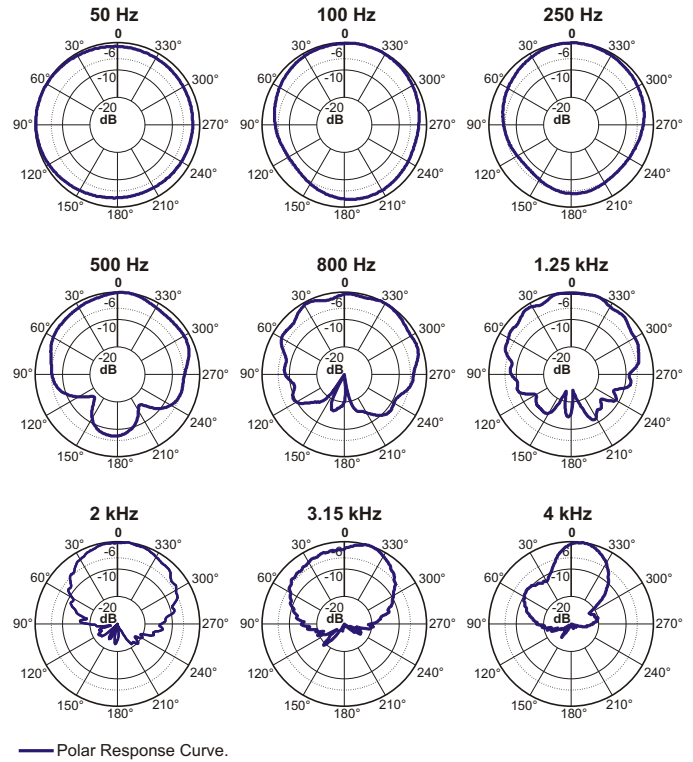 50 Hz 100 Hz 250 Hz
0 0 0
30° -6 330° 30° -6 330° 30° -6 330°
60° -10 300° 60° -10 300° 60° -10 300°
-20 -20 -20
90° dB 270° 90° dB 270° 90° dB 270°
120° 240° 120° 240° 120° 240°
150° 210° 150° 210° 150° 210°
180° 180° 180°
500 Hz 800 Hz 1.25 kHz
0 0 0
30° -6 330° 30° -6 330° 30° -6 330°
60° -10 300° 60° -10 300° 60° -10 300°
-20 -20 -20
90° dB 270° 90° dB 270° 90° dB 270°
120° 240° 120° 240° 120° 240°
150° 210° 150° 210° 150° 210°
180° 180° 180°
2 kHz 3.15 kHz 4 kHz
0 0 0
30° -6 330° 30° -6 330° 30° -6 330°
60° -10 300° 60° -10 300° 60° -10 300°
-20 -20 -20
90° dB 270° 90° dB 270° 90° dB 270°
120° 240° 120° 240° 120° 240°
150° 210° 150° 210° 150° 210°
180° 180° 180°
Polar Response Curve.